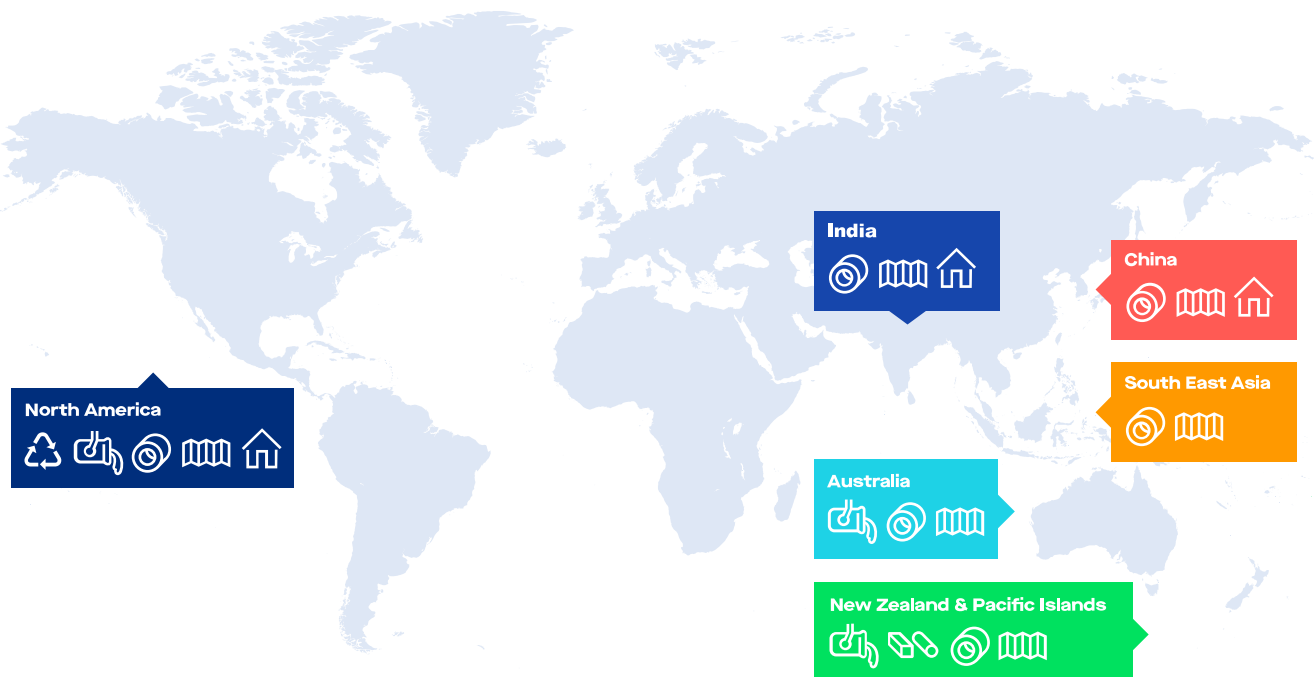 India
China
North America
South East Asia
Australia
New Zealand & Pacific Islands